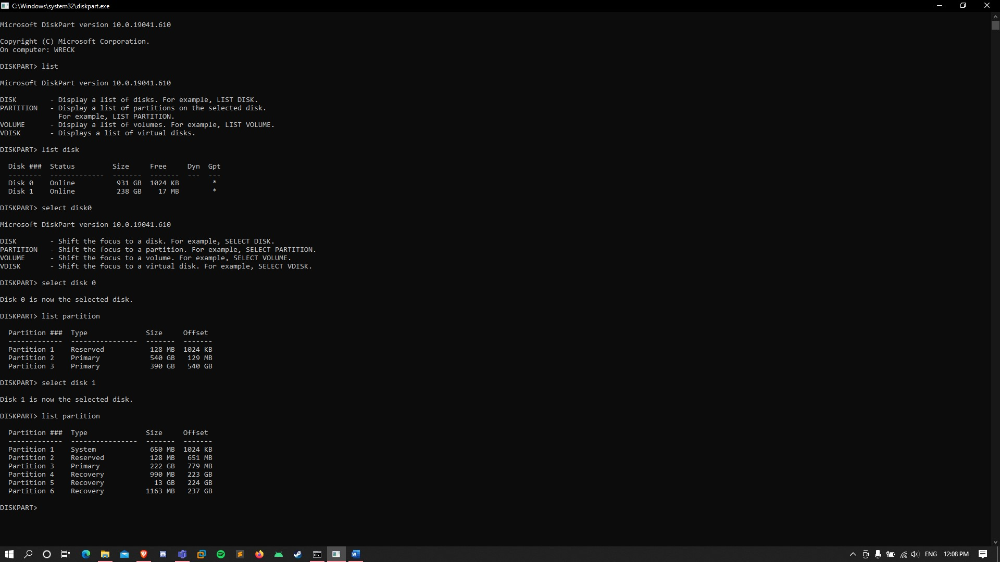 C:\Windows\system32\diskpart.exe
Microsoft DiskPart version 10.0.19041.610
Copyright (C) Microsoft Corporation.
On computer: WRECK
DISKPART> list
Microsoft DiskPart version 10.0.19041.610
DISK        - Display a list of disks. For example, LIST DISK.
PARTITION   - Display a list of partitions on the selected disk.
              For example, LIST PARTITION.
VOLUME      - Display a list of volumes. For example, LIST VOLUME.
VDISK       - Displays a list of virtual disks.
DISKPART> list disk
  Disk ###  Status         Size     Free     Dyn  Gpt
  --------  -------------  -------  -------  ---  ---
  Disk 0    Online          931 GB  1024 KB        *
  Disk 1    Online          238 GB    17 MB        *
DISKPART> select disk0
Microsoft DiskPart version 10.0.19041.610
DISK        - Shift the focus to a disk. For example, SELECT DISK.
PARTITION   - Shift the focus to a partition. For example, SELECT PARTITION.
VOLUME      - Shift the focus to a volume. For example, SELECT VOLUME.
VDISK       - Shift the focus to a virtual disk. For example, SELECT VDISK.
DISKPART> select disk 0
Disk 0 is now the selected disk.
DISKPART> list partition
  Partition ###  Type              Size     Offset
  -------------  ----------------  -------  -------
  Partition 1    Reserved           128 MB  1024 KB
  Partition 2    Primary            540 GB   129 MB
  Partition 3    Primary            390 GB   540 GB
DISKPART> select disk 1
Disk 1 is now the selected disk.
DISKPART> list partition
  Partition ###  Type              Size     Offset
  -------------  ----------------  -------  -------
  Partition 1    System             650 MB  1024 KB
  Partition 2    Reserved           128 MB   651 MB
  Partition 3    Primary            222 GB   779 MB
  Partition 4    Recovery           990 MB   223 GB
  Partition 5    Recovery            13 GB   224 GB
  Partition 6    Recovery          1163 MB   237 GB
DISKPART>
ENG 12:08 PM